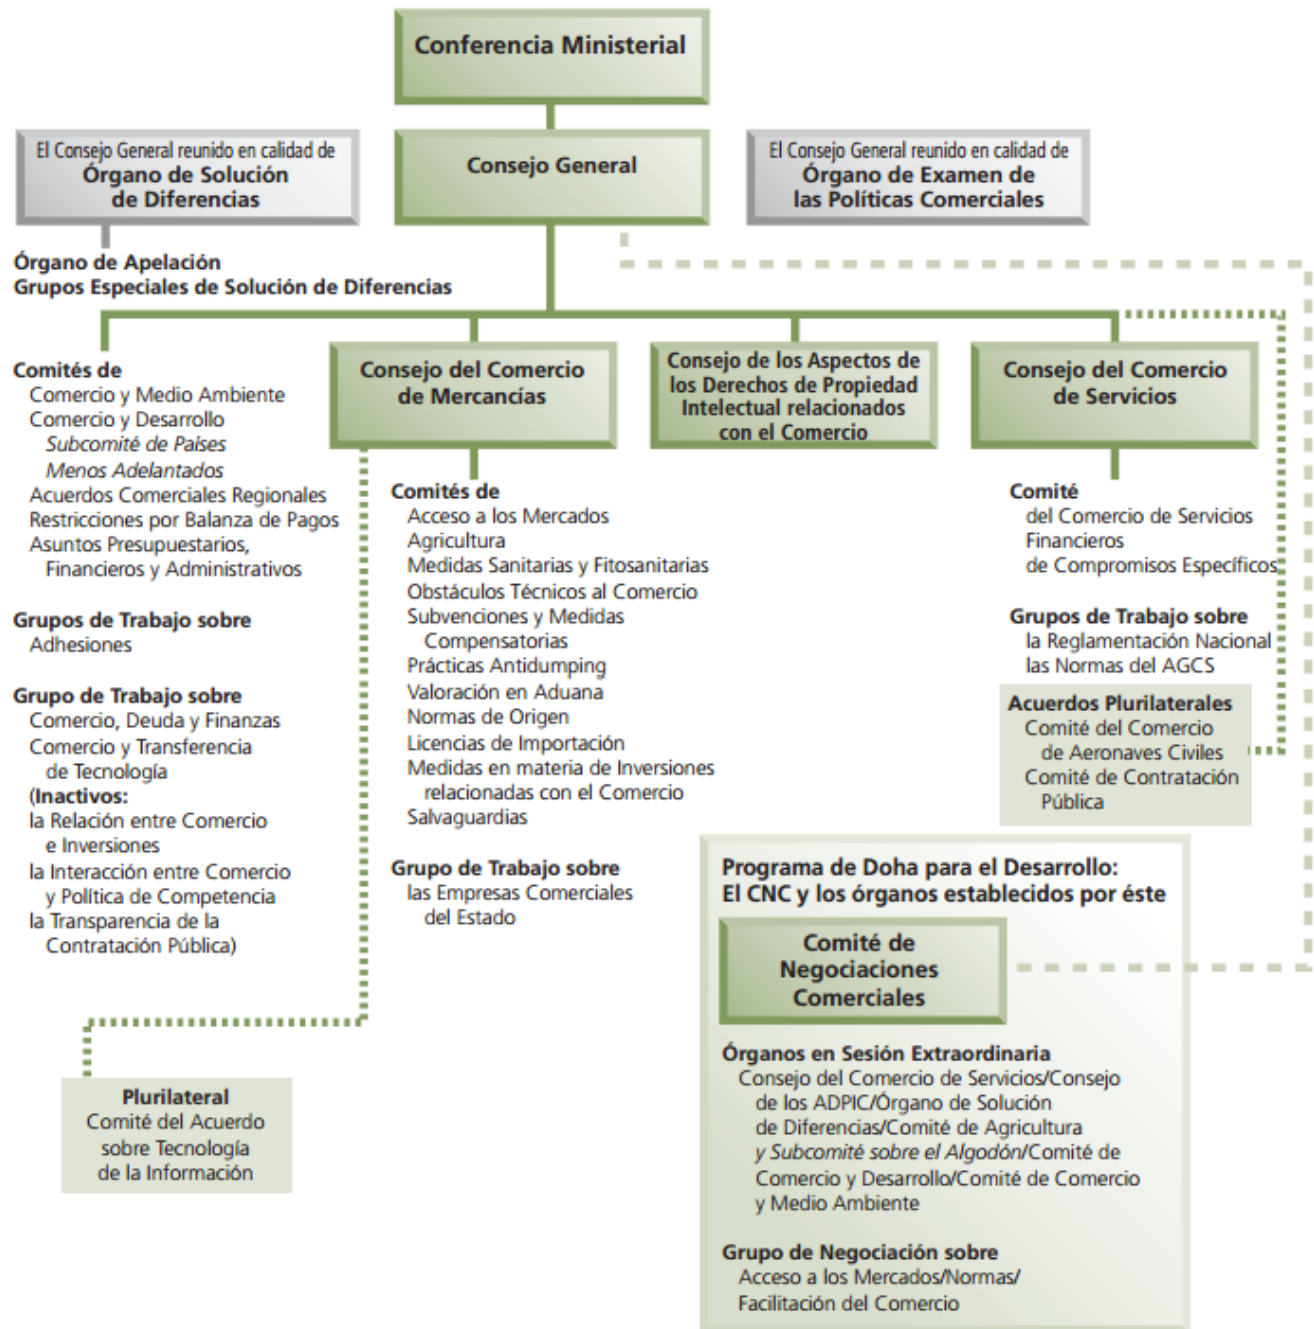 Conferencia Ministerial
El Consejo General reunido en calidad de
Órgano de Solución
de Diferencias
Consejo General
El Consejo General reunido en calidad de
Órgano de Examen de
las Políticas Comerciales
Órgano de Apelación
Grupos Especiales de Solución de Diferencias
Comités de
Comercio y Medio Ambiente
Comercio y Desarrollo
Subcomité de Países
Menos Adelantados
Acuerdos Comerciales Regionales
Restricciones por Balanza de Pagos
Asuntos Presupuestarios,
Financieros y Administrativos
Grupos de Trabajo sobre
Adhesiones
Grupo de Trabajo sobre
Comercio, Deuda y Finanzas
Comercio y Transferencia
de Tecnología
(Inactivos:
la Relación entre Comercio
e Inversiones
la Interacción entre Comercio
y Política de Competencia
la Transparencia de la
Contratación Pública)
Plurilateral
Comité del Acuerdo
sobre Tecnología
de la Información
Consejo del Comercio
de Mercancías
Comités de
Acceso a los Mercados
Agricultura
Medidas Sanitarias y Fitosanitarias
Obstáculos Técnicos al Comercio
Subvenciones y Medidas
Compensatorias
Prácticas Antidumping
Valoración en Aduana
Normas de Origen
Licencias de Importación
Medidas en materia de Inversiones
relacionadas con el Comercio
Salvaguardias
Grupo de Trabajo sobre
las Empresas Comerciales
del Estado
Consejo de los Aspectos de
los Derechos de Propiedad
Intelectual relacionados
con el Comercio
Consejo del Comercio
de Servicios
Comité
del Comercio de Servicios
Financieros
de Compromisos Específicos
Grupos de Trabajo sobre
la Reglamentación Nacional
las Normas del AGCS
Acuerdos Plurilaterales
Comité del Comercio
de Aeronaves Civiles
Comité de Contratación
Pública
Programa de Doha para el Desarrollo:
El CNC y los órganos establecidos por éste
Comité de
Negociaciones
Comerciales
Órganos en Sesión Extraordinaria
Consejo del Comercio de Servicios/Consejo
de los ADPIC/Órgano de Solución
de Diferencias/Comité de Agricultura
y Subcomité sobre el Algodón/Comité de
Comercio y Desarrollo/Comité de Comercio
y Medio Ambiente
Grupo de Negociación sobre
Acceso a los Mercados/Normas/
Facilitación del Comercio